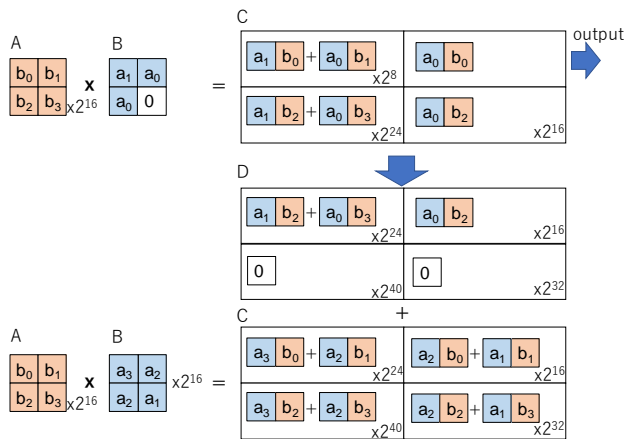 C
A B output
b₀ b₁ x a₁ a₀ = a₁ b₀ + a₀ b₁ x2⁸ a₀ b₀
b₂ b₃ x2¹⁶ a₀ 0 a₁ b₂ + a₀ b₃ x2²⁴ a₀ b₂ x2¹⁶
D
a₁ b₂ + a₀ b₃ x2²⁴ a₀ b₂ x2¹⁶
0 x2⁴⁰ 0 x2³²
+
A B C
b₀ b₁ x a₃ a₂ x2¹⁶ = a₃ b₀ + a₂ b₁ x2²⁴ a₂ b₀ + a₁ b₁ x2¹⁶
b₂ b₃ x2¹⁶ a₂ a₁ a₃ b₂ + a₂ b₃ x2⁴⁰ a₂ b₂ + a₁ b₃ x2³²